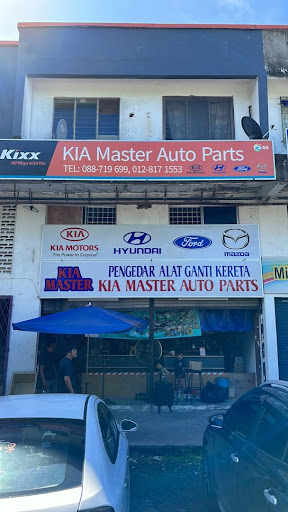 Kixx
All Ways with You
KIA Master Auto Parts
TEL: 088-719 699, 012-817 1553
KIA
KIA MOTORS
The Power to Surprise
HYUNDAI
Ford
mazda
KIA MASTER
PENGEDAR ALAT GANTI KERETA
KIA MASTER AUTO PARTS
Mi